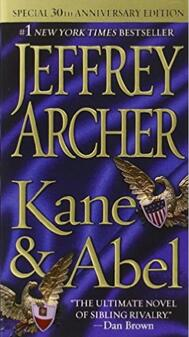 SPECIAL 30TH ANNIVERSARY EDITION
#1 NEW YORK TIMES BESTSELLER
JEFFREY
ARCHER
Kane
& Abel
"THE ULTIMATE NOVEL
OF SIBLING RIVALRY."
—Dan Brown